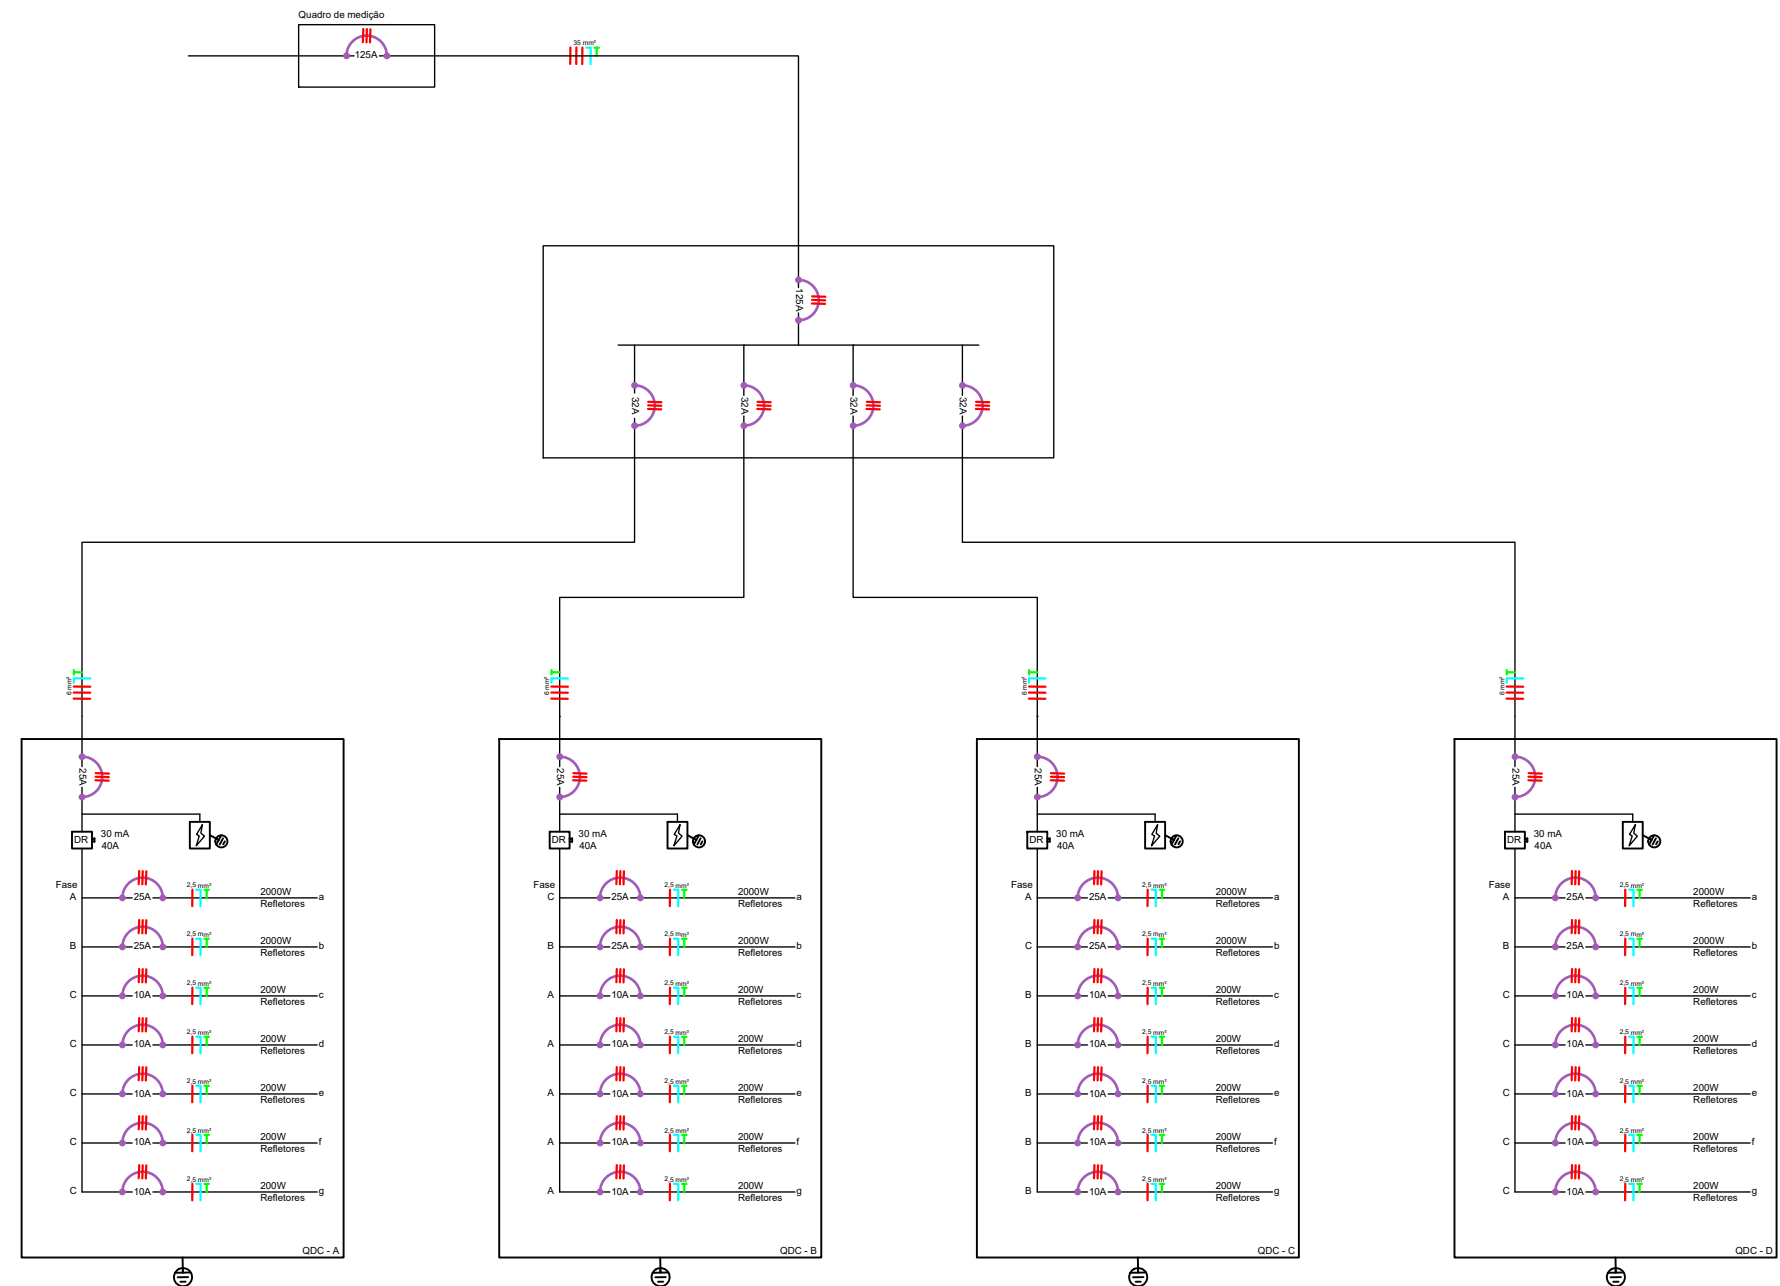 Quadro de medição
125A
35 mm²
125A
32A
32A
32A
32A
6 mm²
6 mm²
6 mm²
6 mm²
25A
DR
30 mA
40A
Fase
A
25A
2,5 mm²
2000W
Refletores
a
B
25A
2,5 mm²
2000W
Refletores
b
C
10A
2,5 mm²
200W
Refletores
c
C
10A
2,5 mm²
200W
Refletores
d
C
10A
2,5 mm²
200W
Refletores
e
C
10A
2,5 mm²
200W
Refletores
f
C
10A
2,5 mm²
200W
Refletores
g
QDC - A
25A
DR
30 mA
40A
Fase
C
25A
2,5 mm²
2000W
Refletores
a
B
25A
2,5 mm²
2000W
Refletores
b
A
10A
2,5 mm²
200W
Refletores
c
A
10A
2,5 mm²
200W
Refletores
d
A
10A
2,5 mm²
200W
Refletores
e
A
10A
2,5 mm²
200W
Refletores
f
A
10A
2,5 mm²
200W
Refletores
g
QDC - B
25A
DR
30 mA
40A
Fase
A
25A
2,5 mm²
2000W
Refletores
a
C
25A
2,5 mm²
2000W
Refletores
b
B
10A
2,5 mm²
200W
Refletores
c
B
10A
2,5 mm²
200W
Refletores
d
B
10A
2,5 mm²
200W
Refletores
e
B
10A
2,5 mm²
200W
Refletores
f
B
10A
2,5 mm²
200W
Refletores
g
QDC - C
25A
DR
30 mA
40A
Fase
A
25A
2,5 mm²
2000W
Refletores
a
B
25A
2,5 mm²
2000W
Refletores
b
C
10A
2,5 mm²
200W
Refletores
c
C
10A
2,5 mm²
200W
Refletores
d
C
10A
2,5 mm²
200W
Refletores
e
C
10A
2,5 mm²
200W
Refletores
f
C
10A
2,5 mm²
200W
Refletores
g
QDC - D